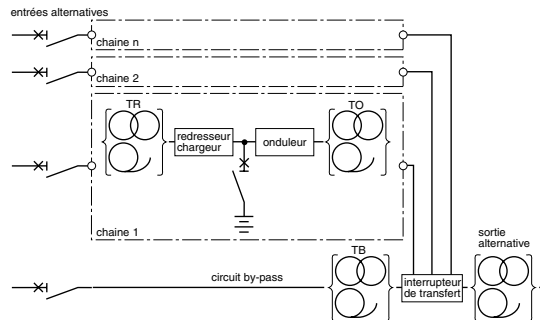 entrées alternatives
chaine n
chaine 2
TR
TO
redresseur
chargeur
onduleur
chaine 1
sortie
alternative
TB
circuit by-pass
interrupteur
de transfert